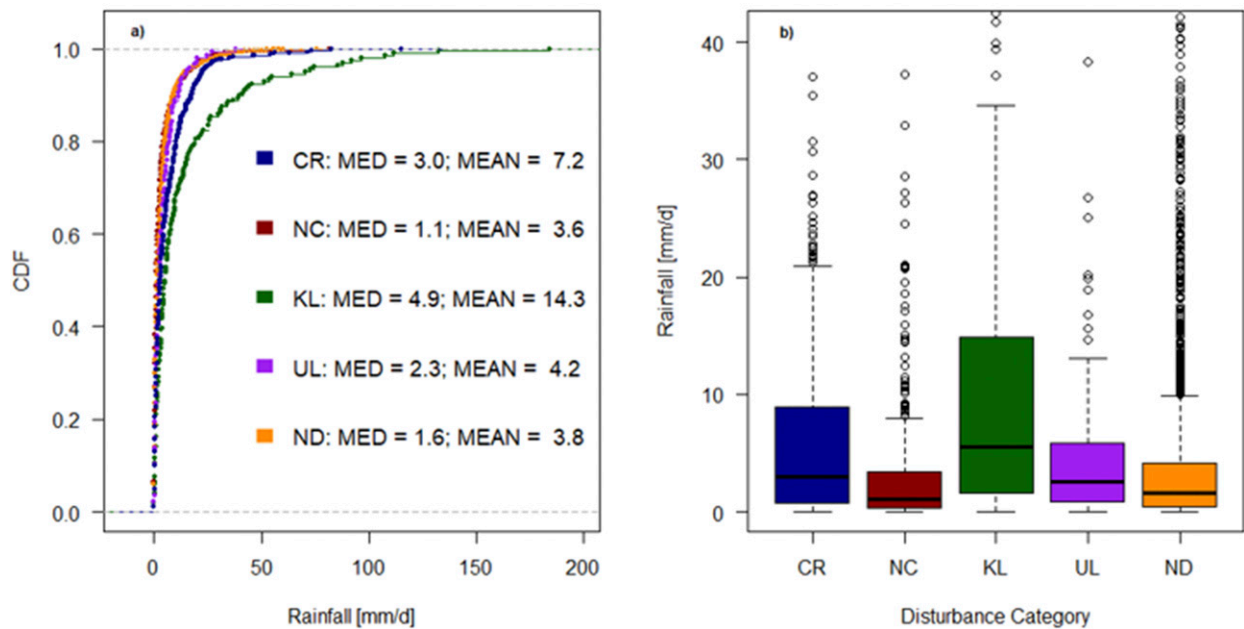 a)
1.0
0.8
0.6
0.4
0.2
0.0
CDF
CR: MED = 3.0; MEAN = 7.2
NC: MED = 1.1; MEAN = 3.6
KL: MED = 4.9; MEAN = 14.3
UL: MED = 2.3; MEAN = 4.2
ND: MED = 1.6; MEAN = 3.8
0 50 100 150 200
Rainfall [mm/d]
b)
40
30
20
10
0
Rainfall [mm/d]
CR NC KL UL ND
Disturbance Category